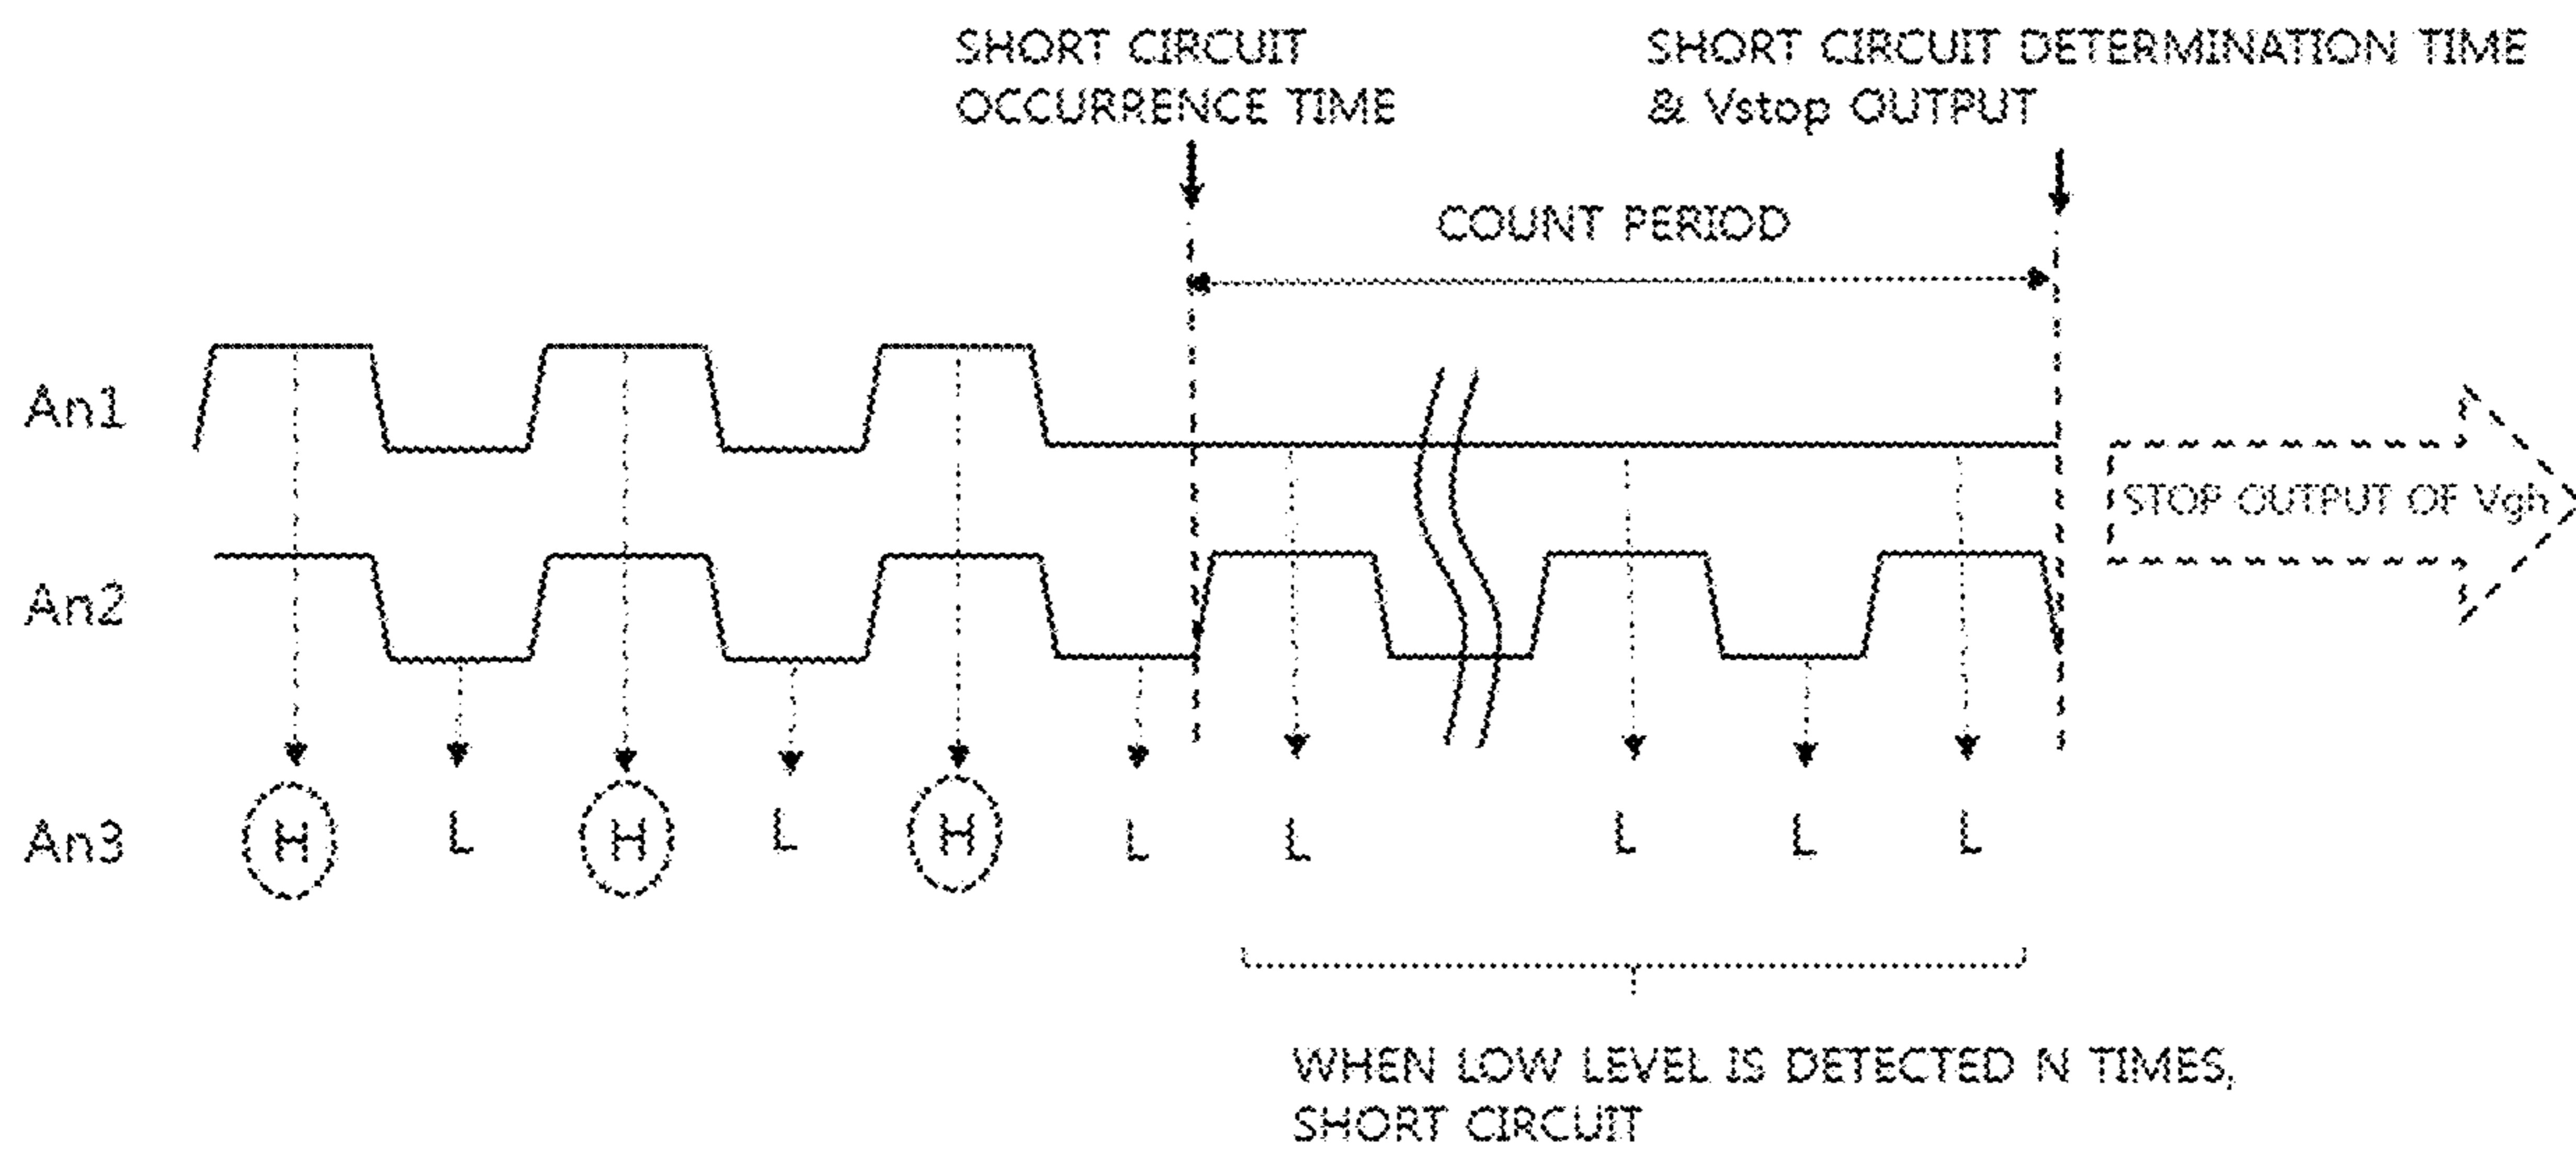 SHORT CIRCUIT
OCCURRENCE TIME
SHORT CIRCUIT DETERMINATION TIME
& Vstop OUTPUT
COUNT PERIOD
An1
STOP OUTPUT OF Vgh
An2
An3 H L H L H L L L L L
WHEN LOW LEVEL IS DETECTED N TIMES,
SHORT CIRCUIT